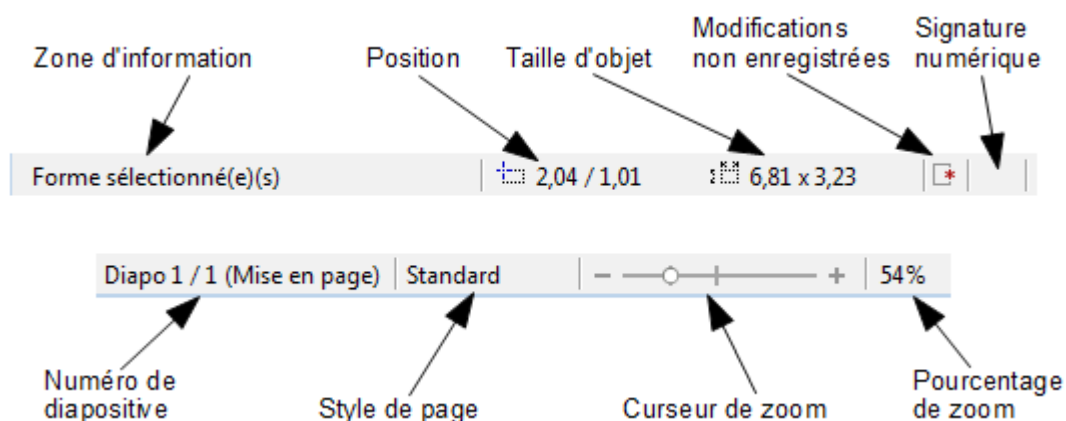 Zone d'information
Position
Taille d'objet
Modifications
non enregistrées
Signature
numérique
Forme sélectionné(e)(s)
2,04 / 1,01
6,81 x 3,23
Diapo 1 / 1 (Mise en page)
Standard
54%
Numéro de
diapositive
Style de page
Curseur de zoom
Pourcentage
de zoom